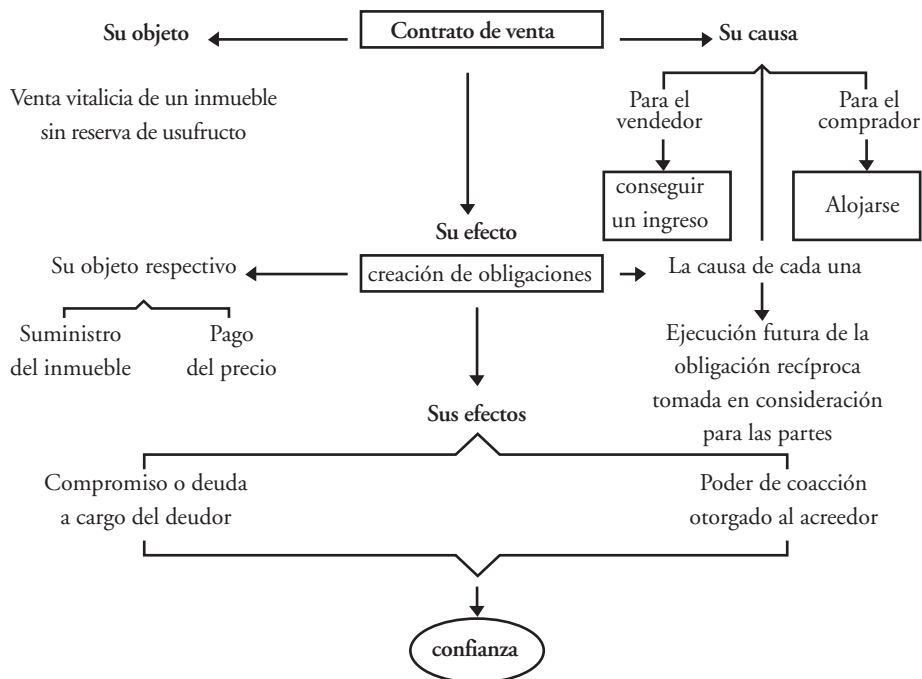 Su objeto
Contrato de venta
Su causa
Venta vitalicia de un inmueble
sin reserva de usufructo
Para el
vendedor
Para el
comprador
conseguir
un ingreso
Alojarse
Su efecto
Su objeto respectivo
creación de obligaciones
La causa de cada una
Suministro
del inmueble
Pago
del precio
Ejecución futura de la
obligación recíproca
tomada en consideración
para las partes
Sus efectos
Compromiso o deuda
a cargo del deudor
Poder de coacción
otorgado al acreedor
confianza